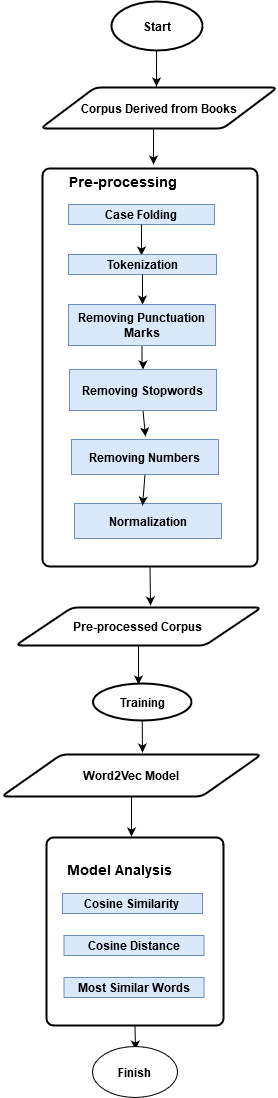 Start
Corpus Derived from Books
Pre-processing
Case Folding
Tokenization
Removing Punctuation
Marks
Removing Stopwords
Removing Numbers
Normalization
Pre-processed Corpus
Training
Word2Vec Model
Model Analysis
Cosine Similarity
Cosine Distance
Most Similar Words
Finish